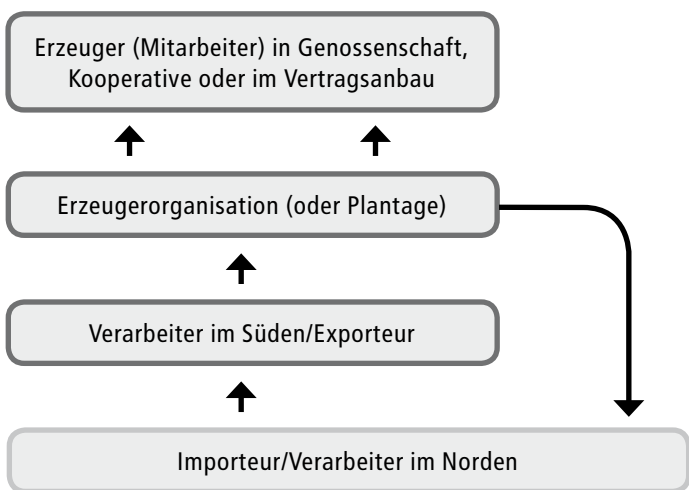 Erzeuger (Mitarbeiter) in Genossenschaft,
Kooperative oder im Vertragsanbau
Erzeugerorganisation (oder Plantage)
Verarbeiter im Süden/Exporteur
Importeur/Verarbeiter im Norden